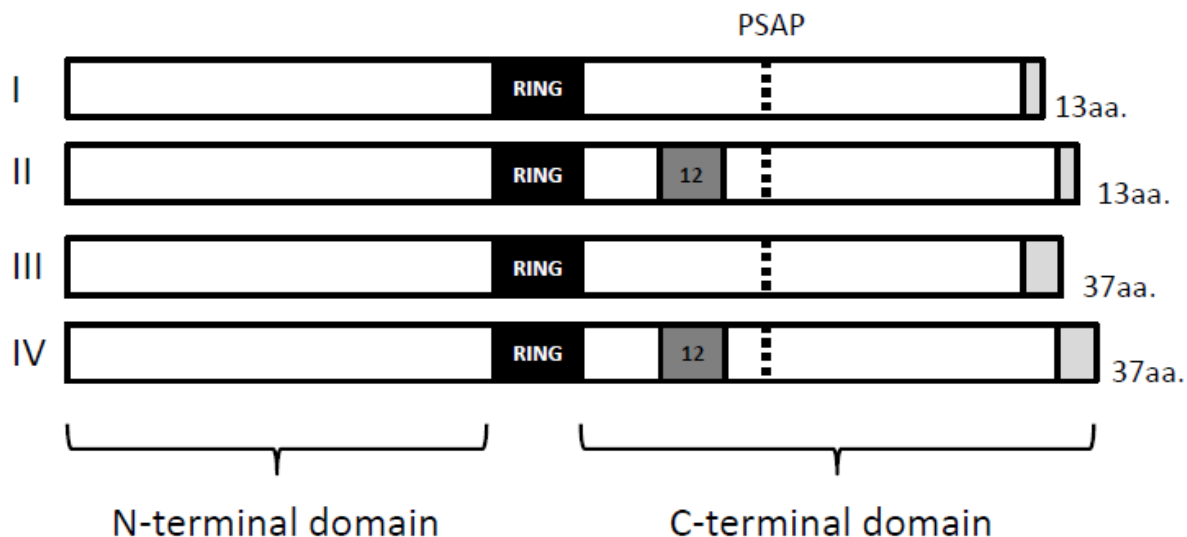 PSAP
I RING 13aa.
II RING 12 13aa.
III RING 37aa.
IV RING 12 37aa.
N-terminal domain C-terminal domain